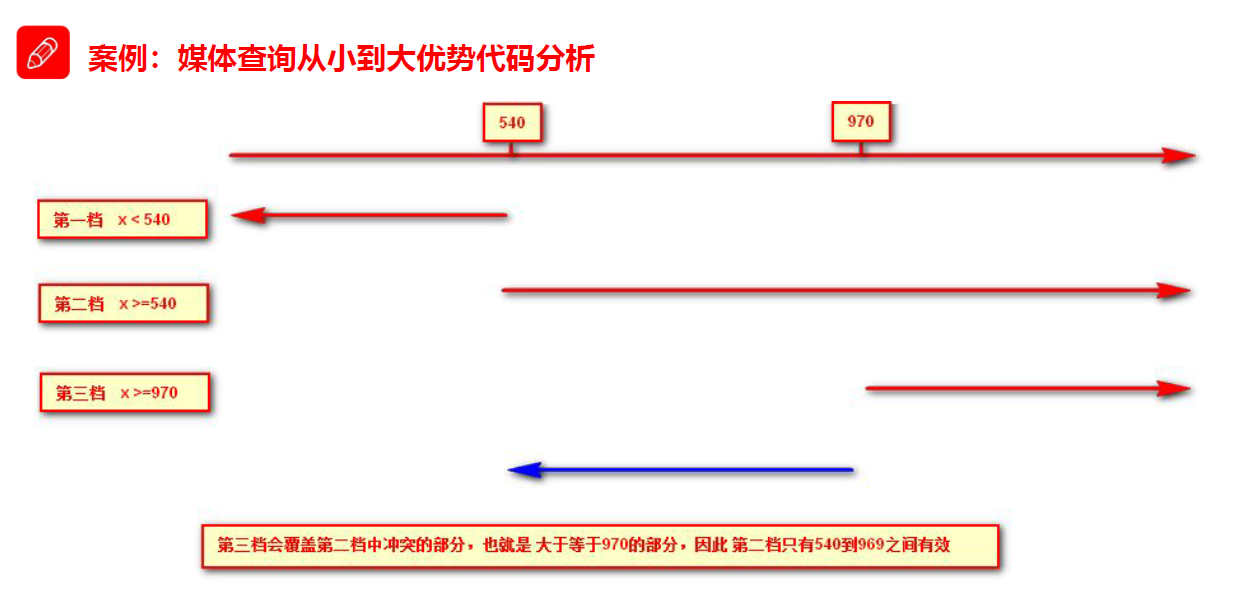 案例：媒体查询从小到大优势代码分析
540
970
第一档 x < 540
第二档 x >=540
第三档 x >=970
第三档会覆盖第二档中冲突的部分，也就是 大于等于970的部分，因此 第二档只有540到969之间有效